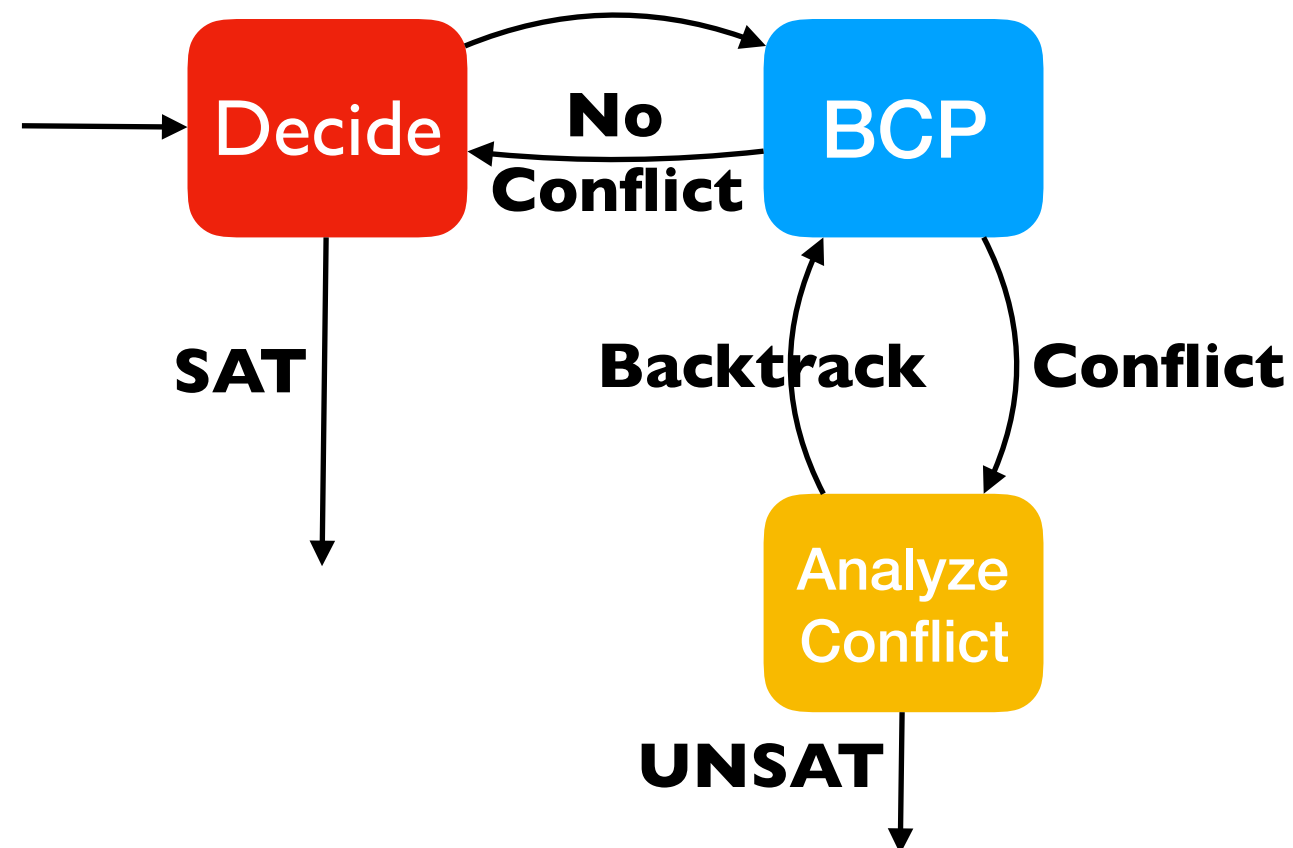 Decide
No
Conflict
BCP
SAT
Backtrack
Conflict
Analyze
Conflict
UNSAT